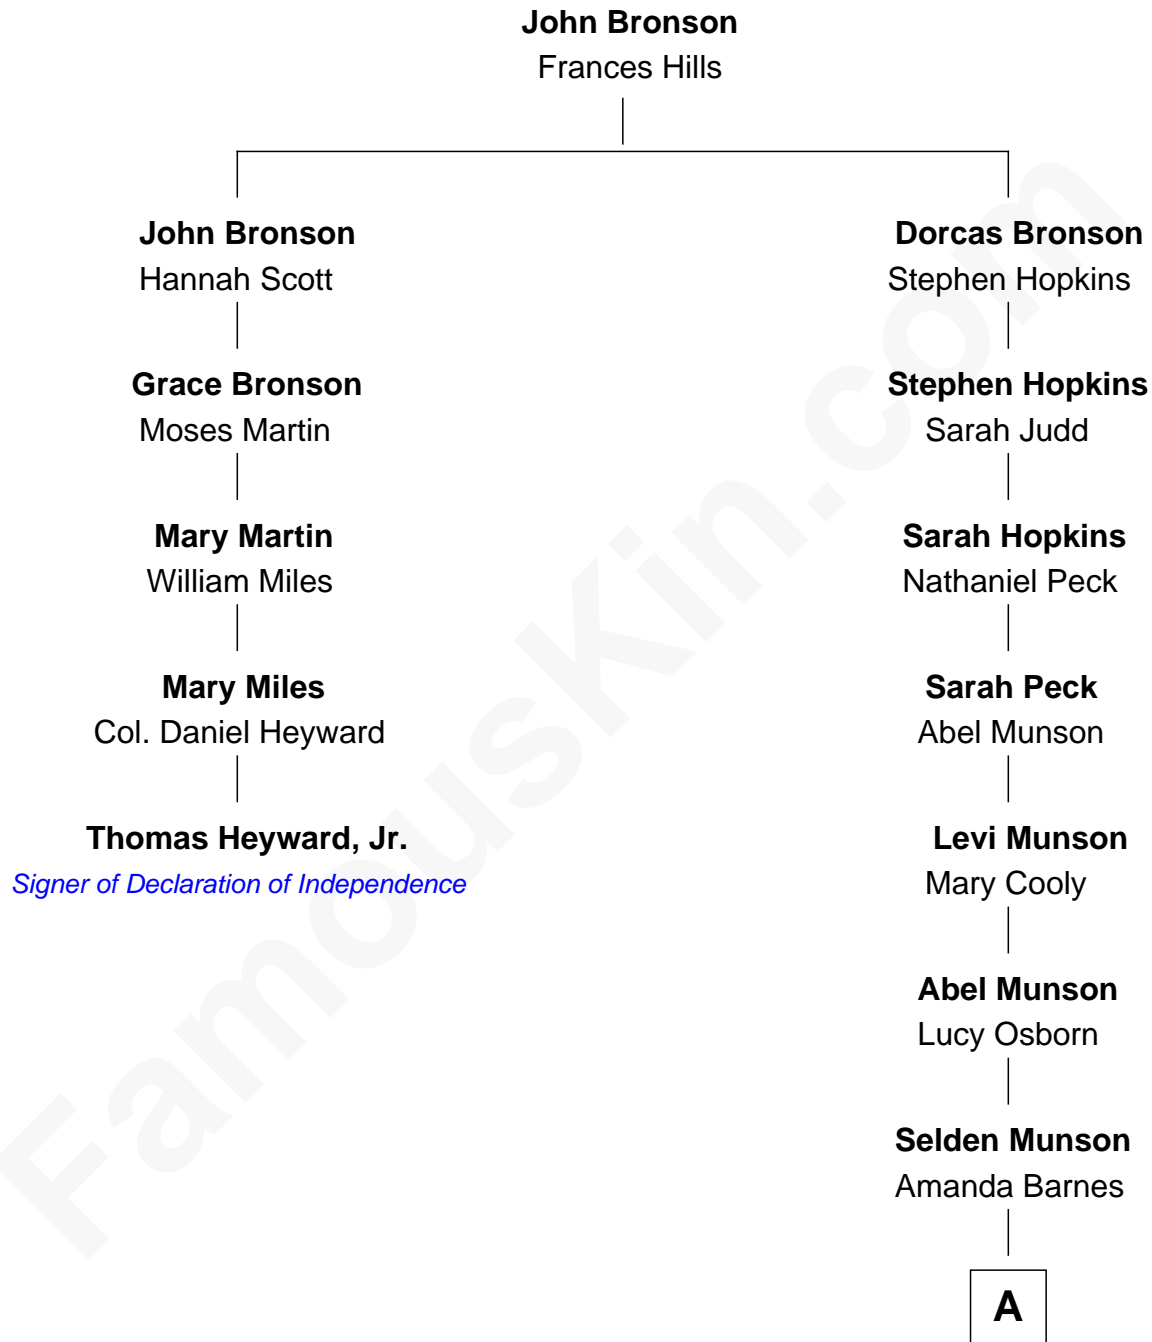 John Bronson
Frances Hills
John Bronson
Hannah Scott
Dorcas Bronson
Stephen Hopkins
Grace Bronson
Moses Martin
Stephen Hopkins
Sarah Judd
Mary Martin
William Miles
Sarah Hopkins
Nathaniel Peck
Mary Miles
Col. Daniel Heyward
Sarah Peck
Abel Munson
Thomas Heyward, Jr.
Signer of Declaration of Independence
Levi Munson
Mary Cooly
Abel Munson
Lucy Osborn
Selden Munson
Amanda Barnes
A
FamousKin.com